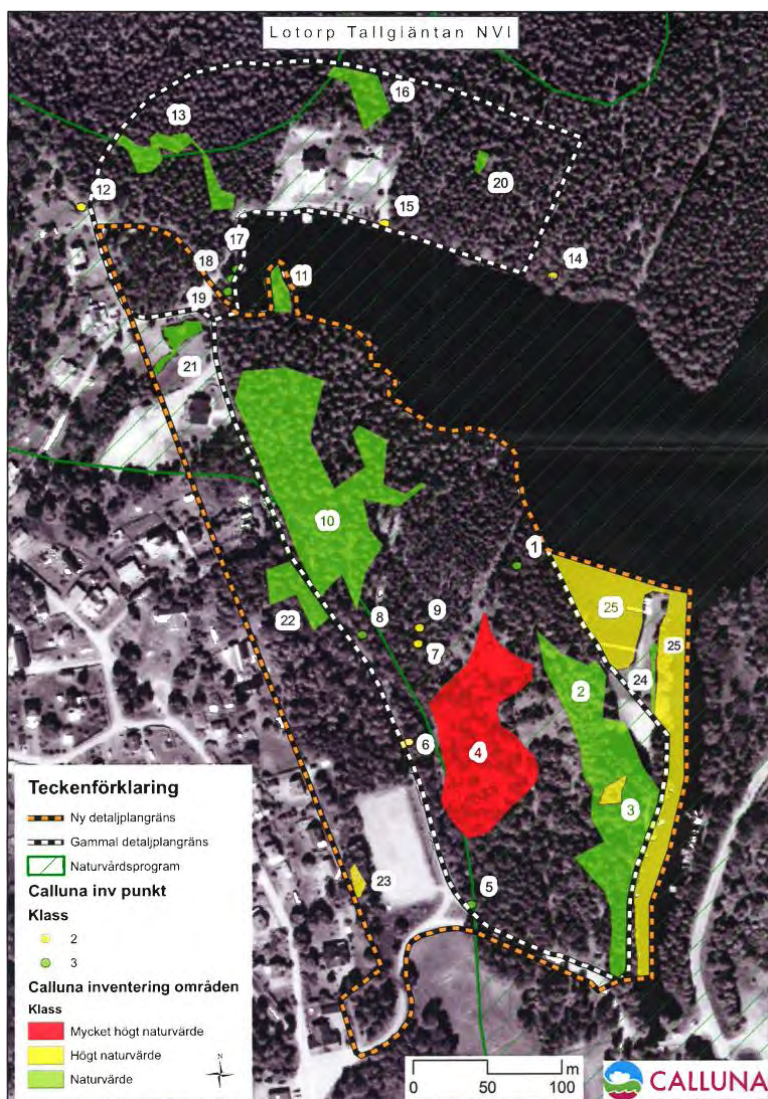 Lotorp Tallgiäntan NVI
16
13
20
12
15
17
14
18
11
19
21
10
1
25
9
22
8
25
7
2
24
6
4
3
23
5
Teckenförklaring
Ny detaljplangräns
Gammal detaljplangräns
Naturvårdsprogram
Calluna inv punkt
Klass
2
3
Calluna inventering områden
Klass
Mycket högt naturvärde
Högt naturvärde
Naturvärde
N
m
0 50 100
CALLUNA